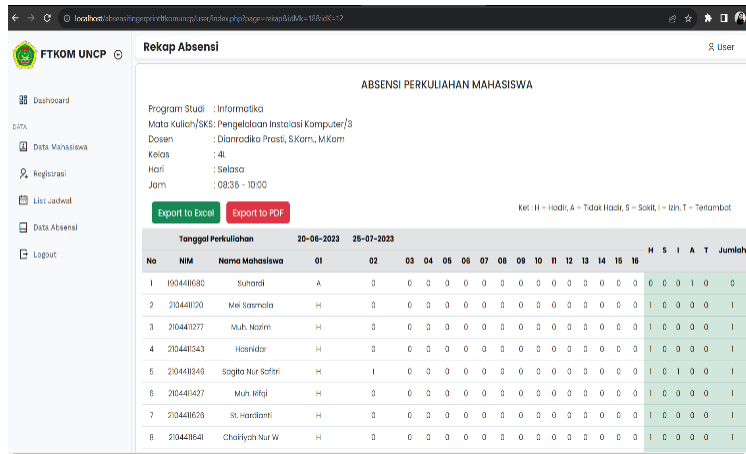 localhost/absensifingerprintftkomuncp/user/index.php?page=rekap&idMk=18&idK=12
FTKOM UNCP
Rekap Absensi
User
Dashboard
DATA
Data Mahasiswa
Registrasi
List Jadwal
Data Absensi
Logout
ABSENSI PERKULIAHAN MAHASISWA
Program Studi : Informatika
Mata Kuliah/SKS: Pengelolaan Instalasi Komputer/3
Dosen : Dianradika Prasti, S.Kom., M.Kom
Kelas : 4L
Hari : Selasa
Jam : 08:35 - 10:00
Export to Excel Export to PDF
Ket : H = Hadir, A = Tidak Hadir, S = Sakit, I = Izin, T = Terlambat
Tanggal Perkuliahan 20-06-2023 25-07-2023 H S I A T Jumlah
No NIM Nama Mahasiswa 01 02 03 04 05 06 07 08 09 10 11 12 13 14 15 16
1 1904411680 Suhardi A 0 0 0 0 0 0 0 0 0 0 0 0 0 0 0 0 0 0 1 0 0
2 2104411120 Mei Sasmala H 0 0 0 0 0 0 0 0 0 0 0 0 0 0 0 1 0 0 0 0 1
3 2104411277 Muh. Nazim H 0 0 0 0 0 0 0 0 0 0 0 0 0 0 0 1 0 0 0 0 1
4 2104411343 Hasnidar H 0 0 0 0 0 0 0 0 0 0 0 0 0 0 0 1 0 0 0 0 1
5 2104411346 Sagita Nur Safitri H I 0 0 0 0 0 0 0 0 0 0 0 0 0 0 1 0 1 0 0 1
6 2104411427 Muh. Rifqi H 0 0 0 0 0 0 0 0 0 0 0 0 0 0 0 1 0 0 0 0 1
7 2104411626 St. Hardianti H 0 0 0 0 0 0 0 0 0 0 0 0 0 0 0 1 0 0 0 0 1
8 2104411641 Choiriyah Nur W H 0 0 0 0 0 0 0 0 0 0 0 0 0 0 0 1 0 0 0 0 1